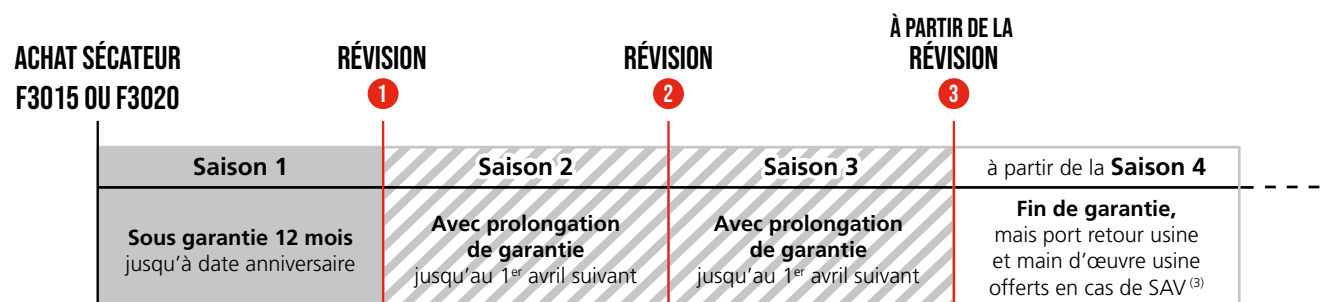 ACHAT SÉCATEUR
F3015 OU F3020
RÉVISION
1
RÉVISION
2
À PARTIR DE LA
RÉVISION
3
Saison 1
Saison 2
Saison 3
à partir de la Saison 4
Sous garantie 12 mois
jusqu'à date anniversaire
Avec prolongation
de garantie
jusqu'au 1er avril suivant
Avec prolongation
de garantie
jusqu'au 1er avril suivant
Fin de garantie,
mais port retour usine
et main d'œuvre usine
offerts en cas de SAV (3)